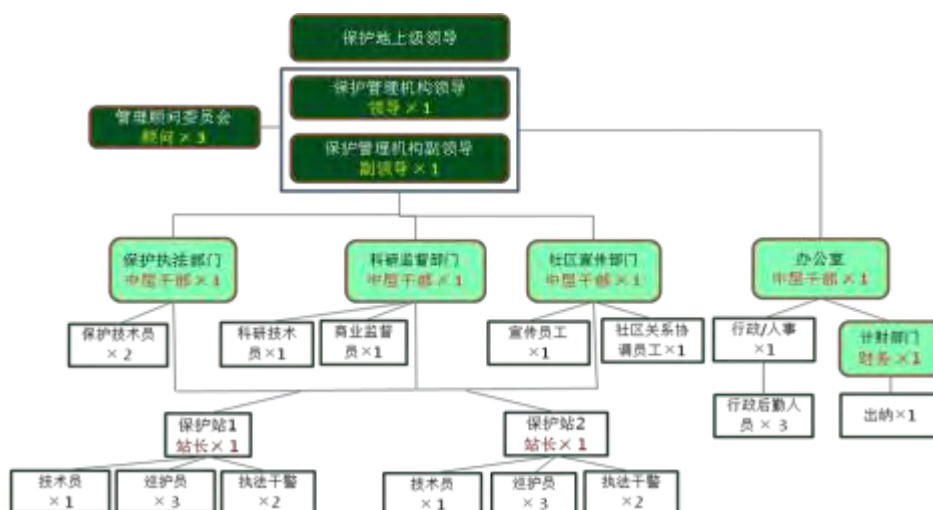 保护地上级领导
保护管理机构领导
领导×1
管理顾问委员会
顾问×3
保护管理机构副领导
副领导×1
保护执法部门
中层干部×1
科研监督部门
中层干部×1
社区宣传部门
中层干部×1
办公室
中层干部×1
保护技术员
×2
科研技术
员×1
商业监督
员×1
宣传员工
×1
社区关系协
调员工×1
行政/人事
×1
计财部门
财务×1
行政后勤人
员×3
出纳×1
保护站1
站长×1
保护站2
站长×1
技术员
×1
巡护员
×3
执法干警
×2
技术员
×1
巡护员
×3
执法干警
×2